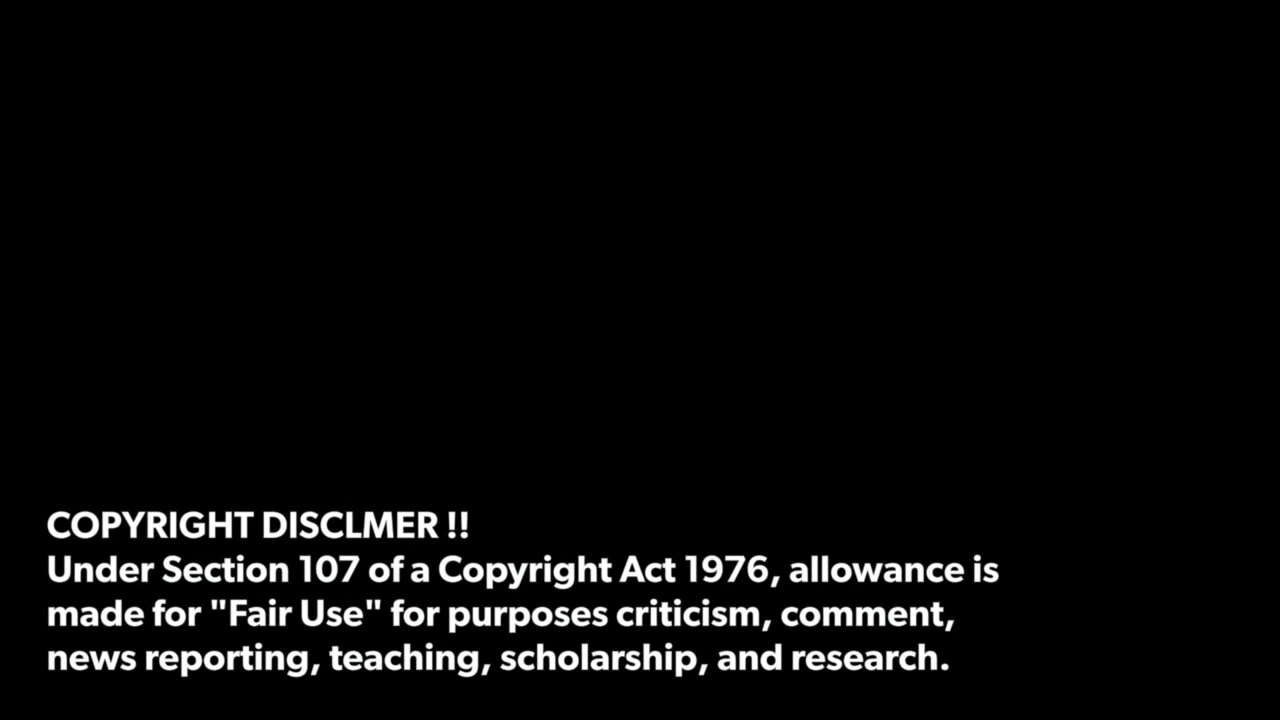 COPYRIGHT DISCLMER !!
Under Section 107 of a Copyright Act 1976, allowance is
made for "Fair Use" for purposes criticism, comment,
news reporting, teaching, scholarship, and research.